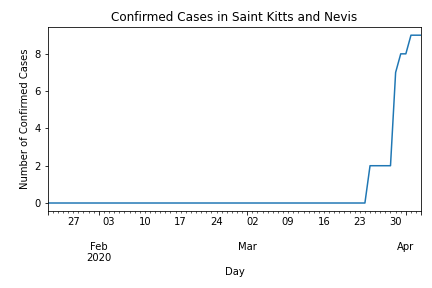 Confirmed Cases in Saint Kitts and Nevis
Number of Confirmed Cases
8
6
4
2
0
27 03 10 17 24 02 09 16 23 30
Feb Mar Apr
2020
Day